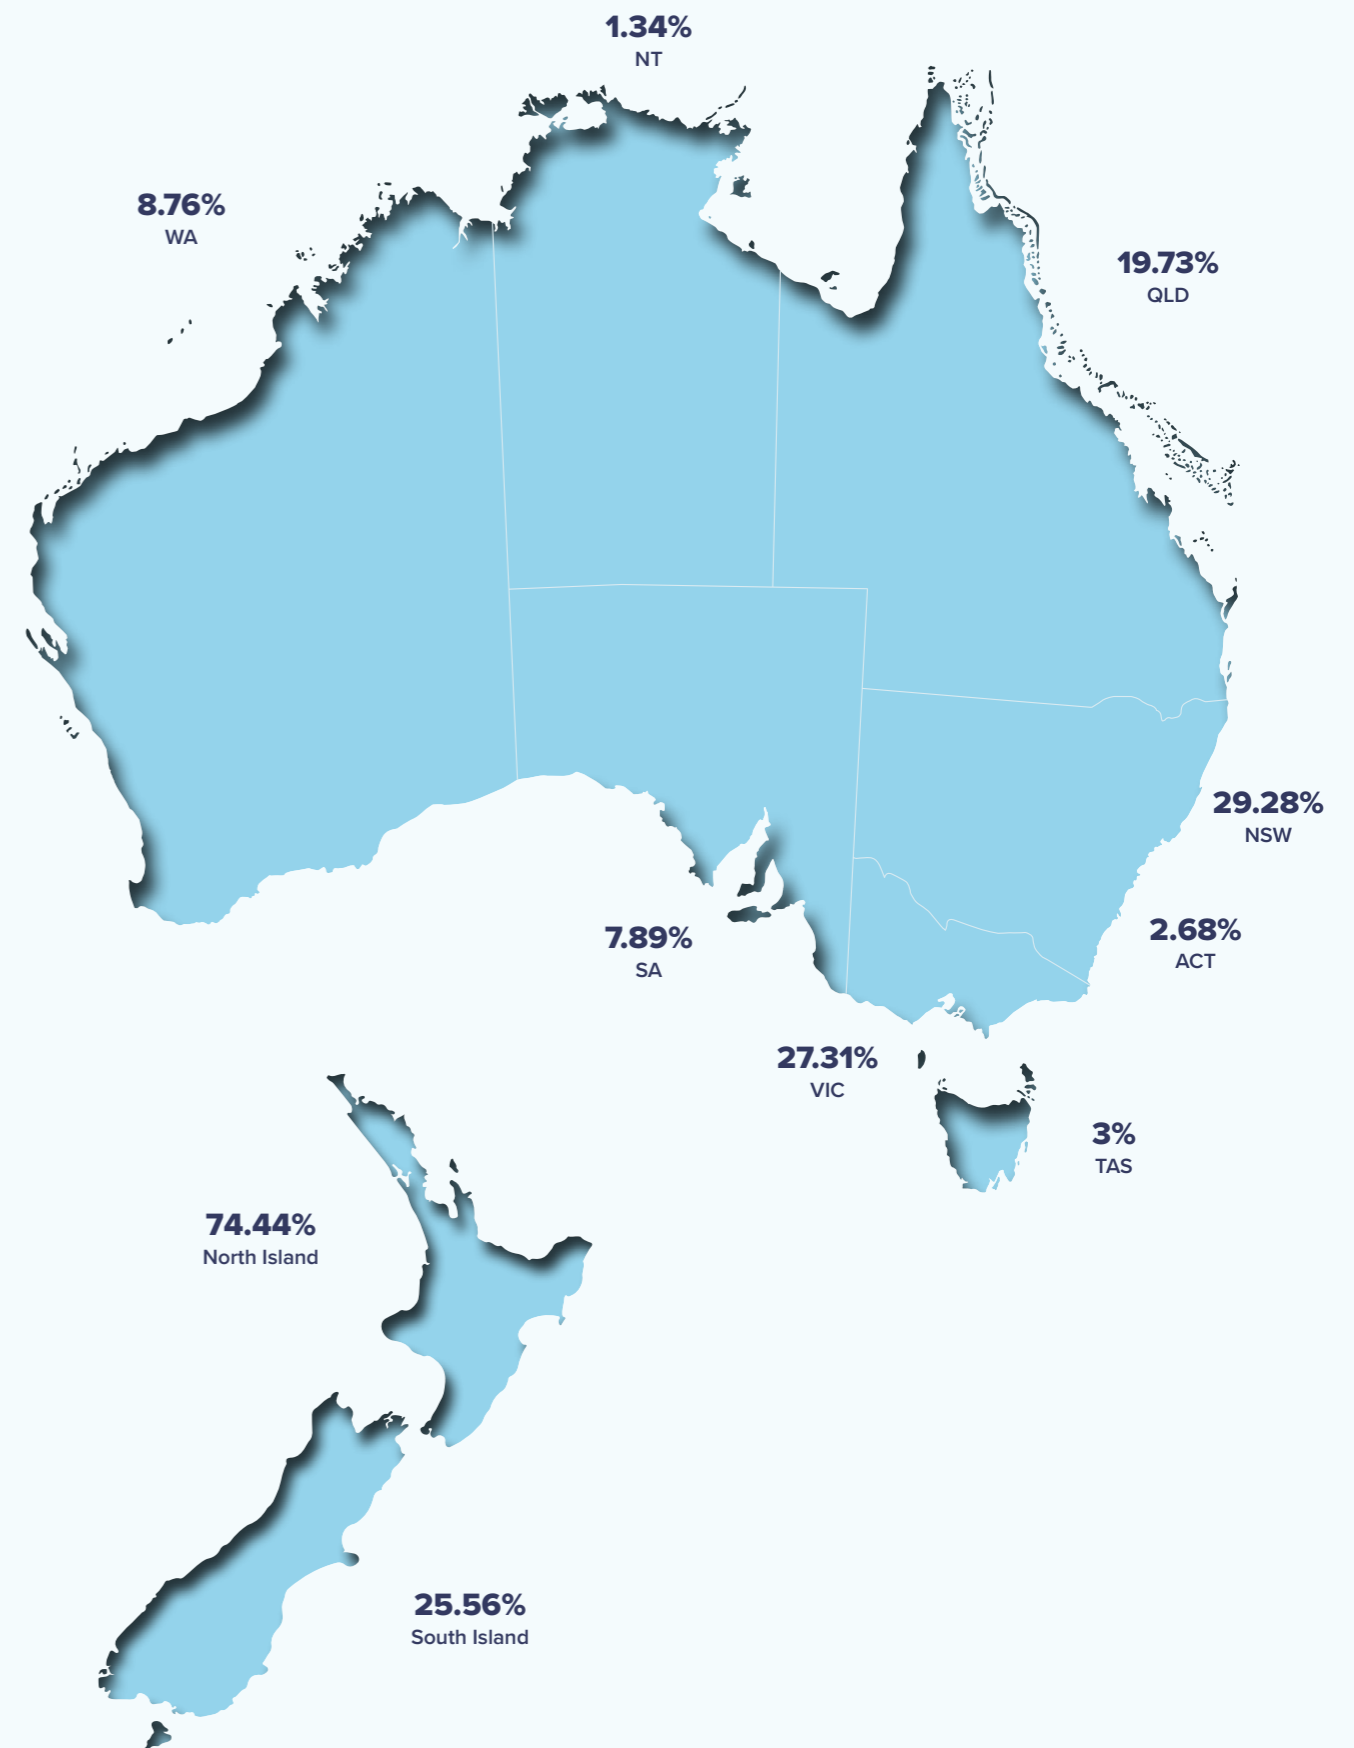 1.34%
NT
8.76%
WA
19.73%
QLD
29.28%
NSW
2.68%
ACT
7.89%
SA
27.31%
VIC
3%
TAS
74.44%
North Island
25.56%
South Island